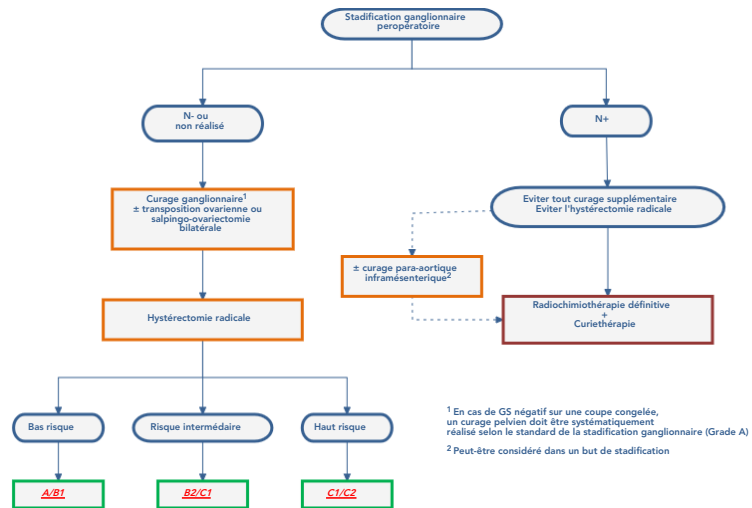 Stadification ganglionnaire
peropératoire
N- ou
non réalisé
N+
Curage ganglionnaire¹
± transposition ovarienne ou
salpingo-ovariectomie
bilatérale
Eviter tout curage supplémentaire
Eviter l'hystérectomie radicale
± curage para-aortique
inframésenterique²
Hystérectomie radicale
Radiochimiothérapie définitive
+
Curiethérapie
Bas risque
Risque intermédaire
Haut risque
A/B1
B2/C1
C1/C2
¹ En cas de GS négatif sur une coupe congelée,
un curage pelvien doit être systématiquement
réalisé selon le standard de la stadification ganglionnaire (Grade A)
² Peut-être considéré dans un but de stadification